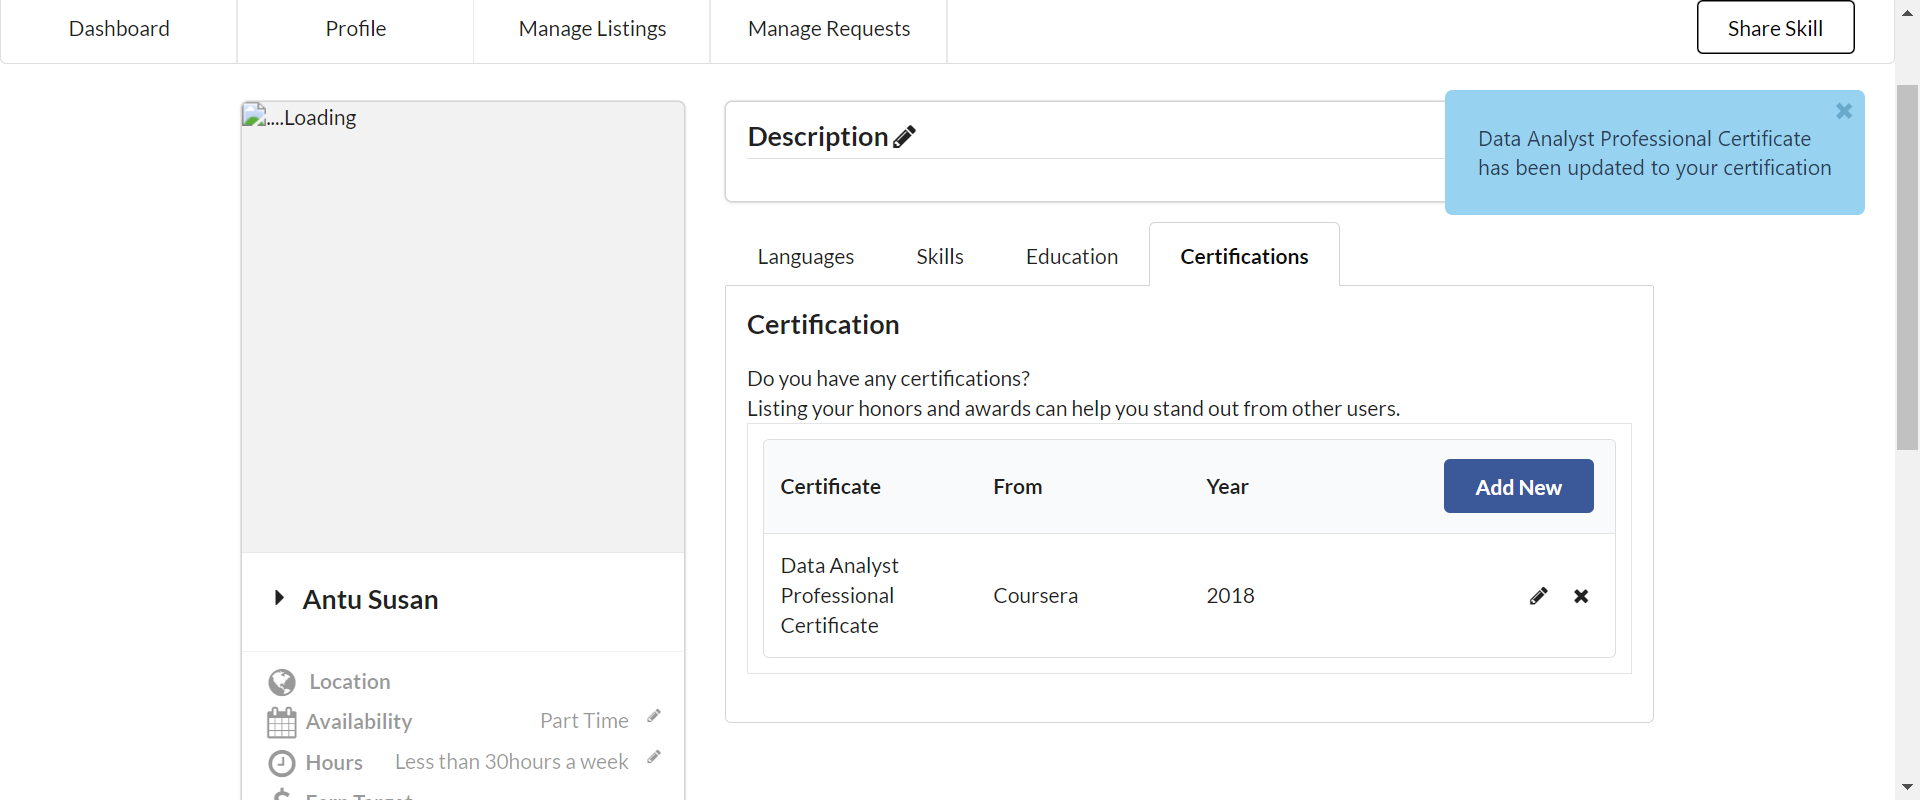 Dashboard
Profile
Manage Listings
Manage Requests
Share Skill
....Loading
Description
Data Analyst Professional Certificate
has been updated to your certification
Languages
Skills
Education
Certifications
Certification
Do you have any certifications?
Listing your honors and awards can help you stand out from other users.
Certificate
From
Year
Add New
Data Analyst
Professional
Certificate
Coursera
2018
Antu Susan
Location
Availability
Part Time
Hours
Less than 30hours a week
Earn Target